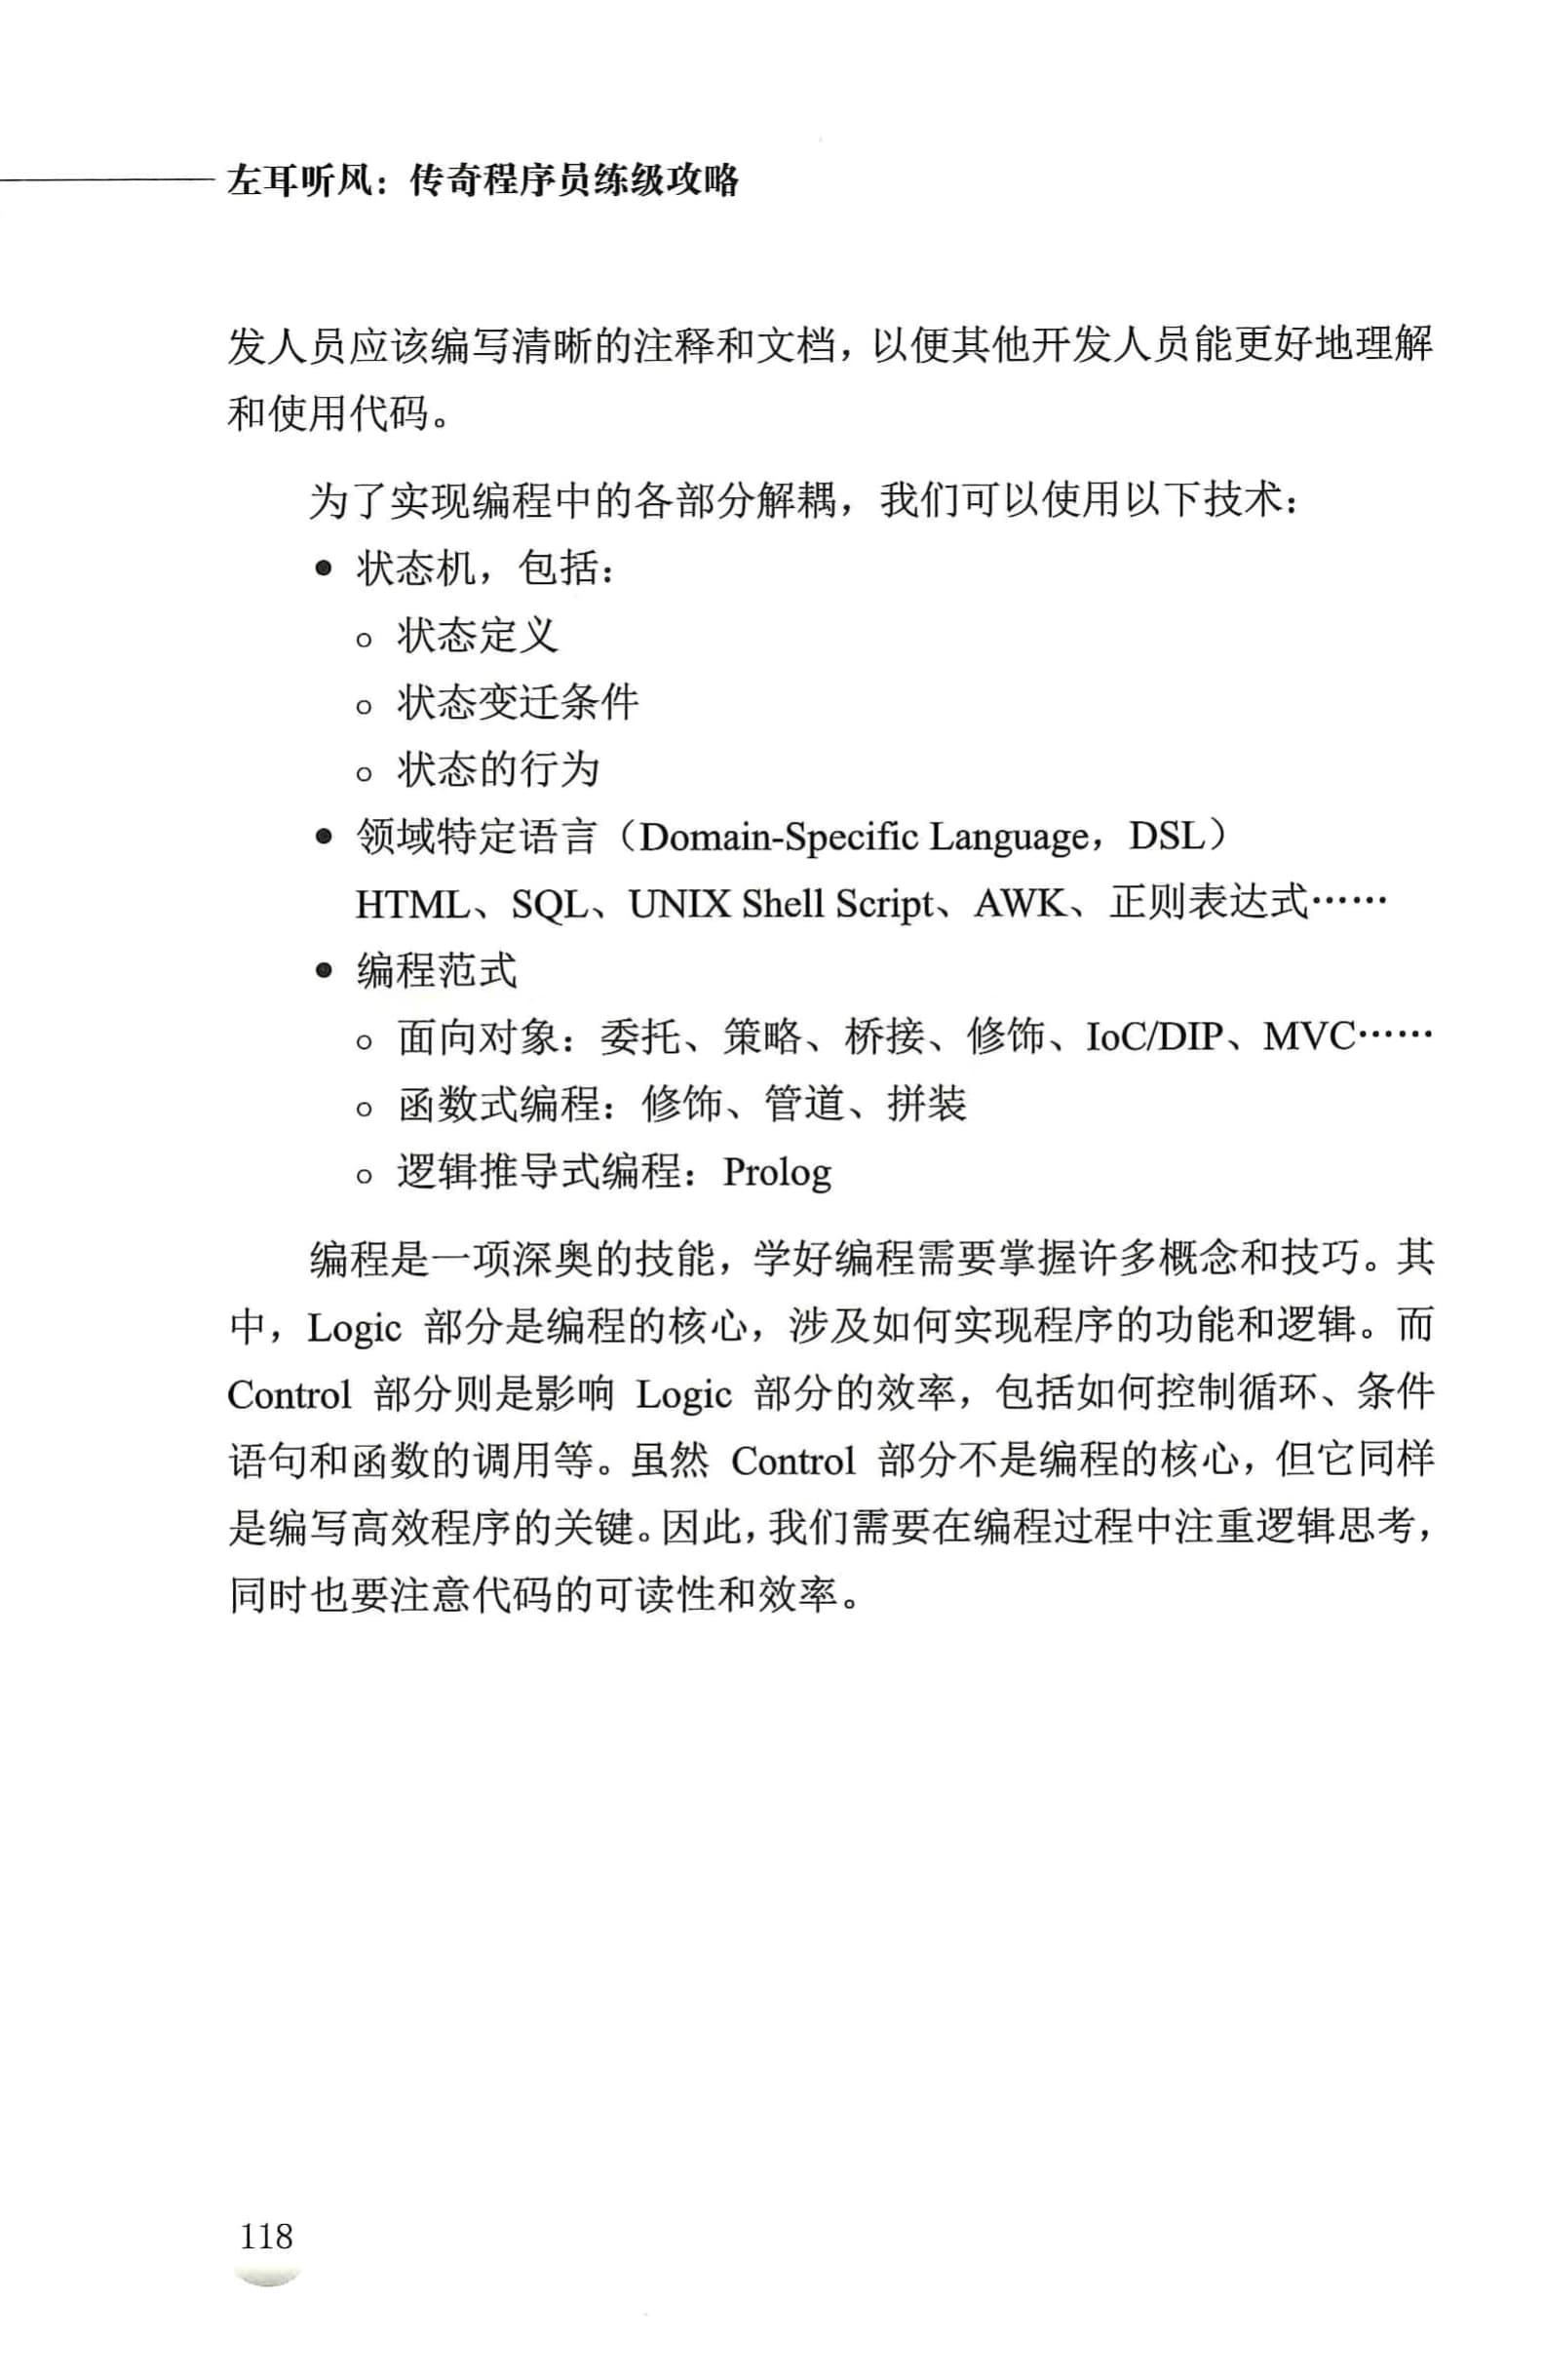 左耳听风：传奇程序员练级攻略
发人员应该编写清晰的注释和文档，以便其他开发人员能更好地理解
和使用代码。
为了实现编程中的各部分解耦，我们可以使用以下技术：
● 状态机，包括：
○ 状态定义
○ 状态变迁条件
○ 状态的行为
● 领域特定语言（Domain-Specific Language，DSL）
HTML、SQL、UNIX Shell Script、AWK、正则表达式……
● 编程范式
○ 面向对象：委托、策略、桥接、修饰、IoC/DIP、MVC……
○ 函数式编程：修饰、管道、拼装
○ 逻辑推导式编程：Prolog
编程是一项深奥的技能，学好编程需要掌握许多概念和技巧。其
中，Logic 部分是编程的核心，涉及如何实现程序的功能和逻辑。而
Control 部分则是影响 Logic 部分的效率，包括如何控制循环、条件
语句和函数的调用等。虽然 Control 部分不是编程的核心，但它同样
是编写高效程序的关键。因此，我们需要在编程过程中注重逻辑思考，
同时也要注意代码的可读性和效率。
118